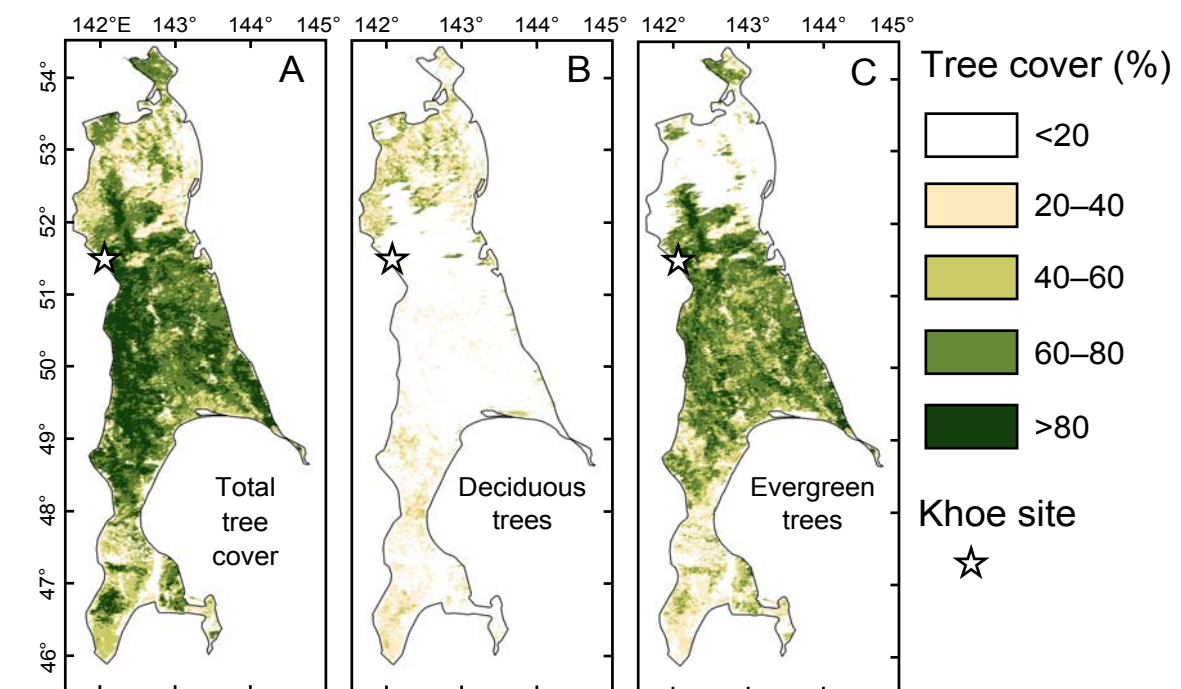 142° E 143° 144° 145° 142° 143° 144° 145° 142° 143° 144° 145°
A B C
54°
53°
52°
51°
50°
49°
48°
47°
46°
Total
tree
cover
Deciduous
trees
Evergreen
trees
Tree cover (%)
<20
20–40
40–60
60–80
>80
Khoe site